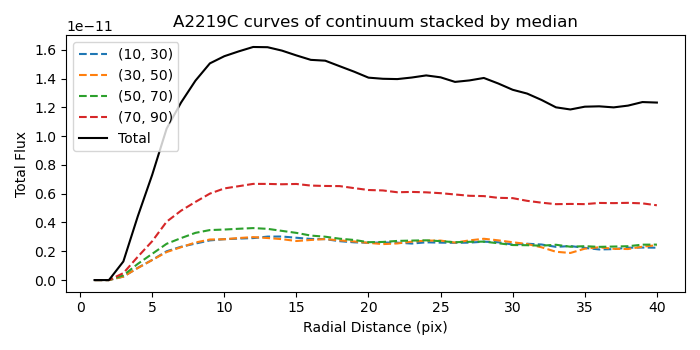 A2219C curves of continuum stacked by median
1e−11
1.6
1.4
1.2
1.0
0.8
0.6
0.4
0.2
0.0
Total Flux
(10, 30)
(30, 50)
(50, 70)
(70, 90)
Total
0 5 10 15 20 25 30 35 40
Radial Distance (pix)